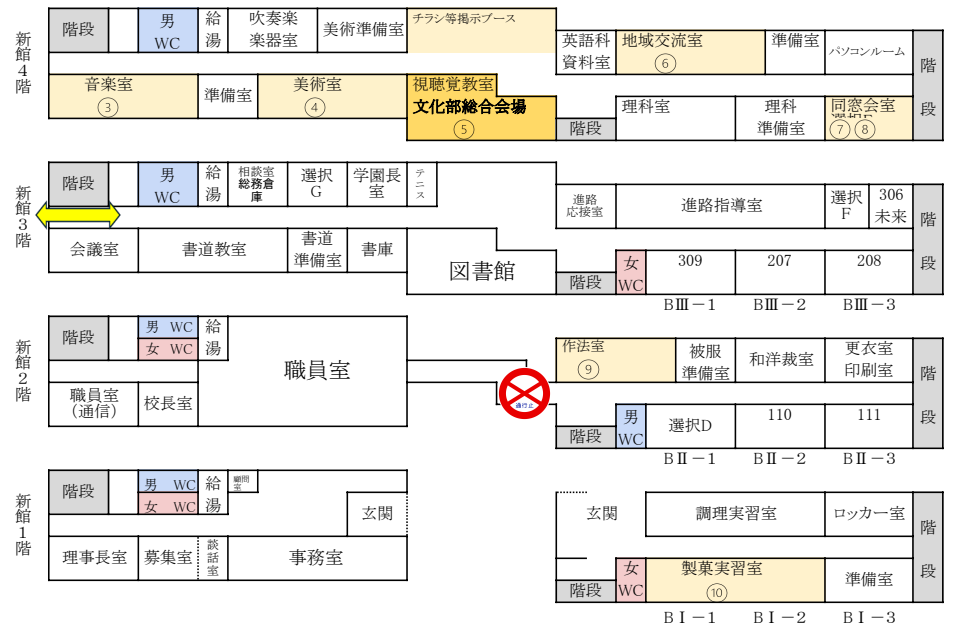 新館4階
階段
男
WC
給
湯
吹奏楽
楽器室
美術準備室
チラシ等掲示ブース
英語科
資料室
地域交流室
⑥
準備室
パソコンルーム
階
段
音楽室
③
準備室
美術室
④
視聴覚教室
文化部総合会場
⑤
階段
理科室
理科
準備室
同窓会室
⑦ ⑧
新館3階
階段
男
WC
給
湯
相談室
総務倉
庫
選択
G
学園長
室
テニス
進路
応接室
進路指導室
選択
F
306
未来
階
段
会議室
書道教室
書道
準備室
書庫
図書館
階段
女
WC
309
207
208
BⅢ－1
BⅢ－2
BⅢ－3
新館2階
階段
男 WC
女 WC
給
湯
職員室
作法室
⑨
被服
準備室
和洋裁室
更衣室
印刷室
階
段
職員室
（通信）
校長室
通行止
階段
男
WC
選択D
110
111
BⅡ－1
BⅡ－2
BⅡ－3
新館1階
階段
男 WC
女 WC
給
湯
顧問
室
玄関
玄関
調理実習室
ロッカー室
階
段
理事長室
募集室
談話室
事務室
階段
女
WC
製菓実習室
⑩
準備室
BⅠ－1
BⅠ－2
BⅠ－3